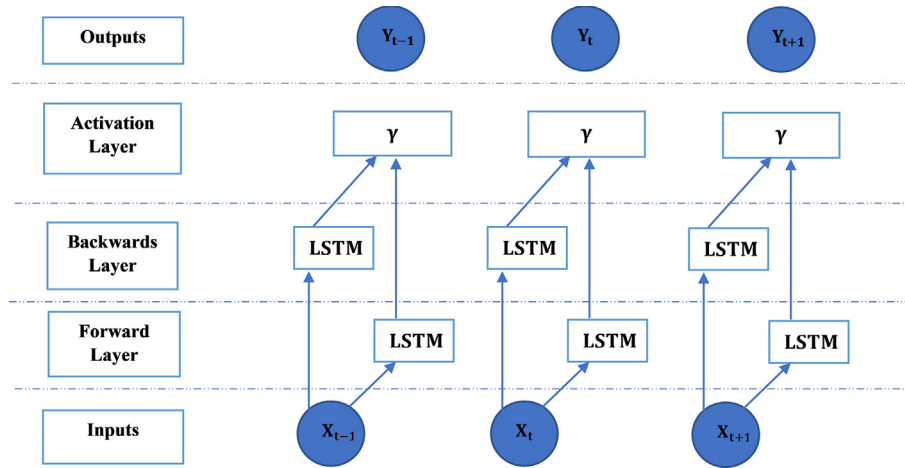 Outputs
Y_{t-1} Y_t Y_{t+1}
Activation
Layer
γ γ γ
Backwards
Layer
LSTM LSTM LSTM
Forward
Layer
LSTM LSTM LSTM
Inputs
X_{t-1} X_t X_{t+1}